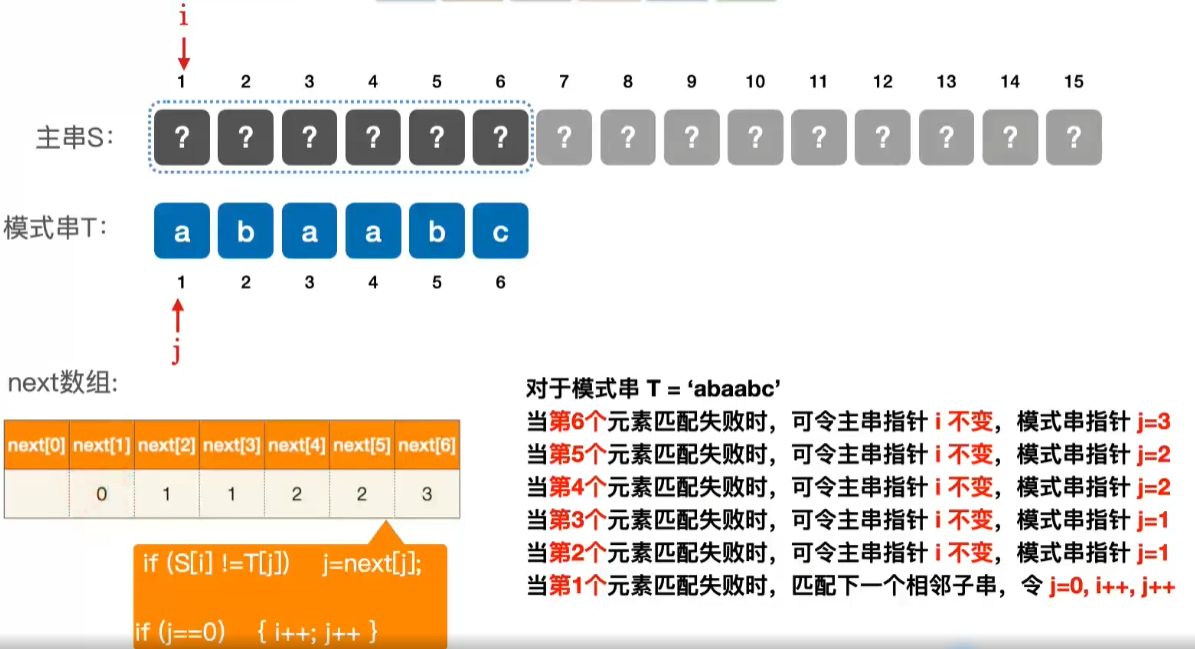 i
1 2 3 4 5 6 7 8 9 10 11 12 13 14 15
主串S: ? ? ? ? ? ? ? ? ? ? ? ? ? ? ?
模式串T: a b a a b c
1 2 3 4 5 6
j
next数组:
next[0] next[1] next[2] next[3] next[4] next[5] next[6]
0 1 1 2 2 3
if (S[i] !=T[j]) j=next[j];
if (j==0) { i++; j++ }
对于模式串 T = ‘abaabc’
当第6个元素匹配失败时，可令主串指针 i 不变，模式串指针 j=3
当第5个元素匹配失败时，可令主串指针 i 不变，模式串指针 j=2
当第4个元素匹配失败时，可令主串指针 i 不变，模式串指针 j=2
当第3个元素匹配失败时，可令主串指针 i 不变，模式串指针 j=1
当第2个元素匹配失败时，可令主串指针 i 不变，模式串指针 j=1
当第1个元素匹配失败时，匹配下一个相邻子串，令 j=0, i++, j++